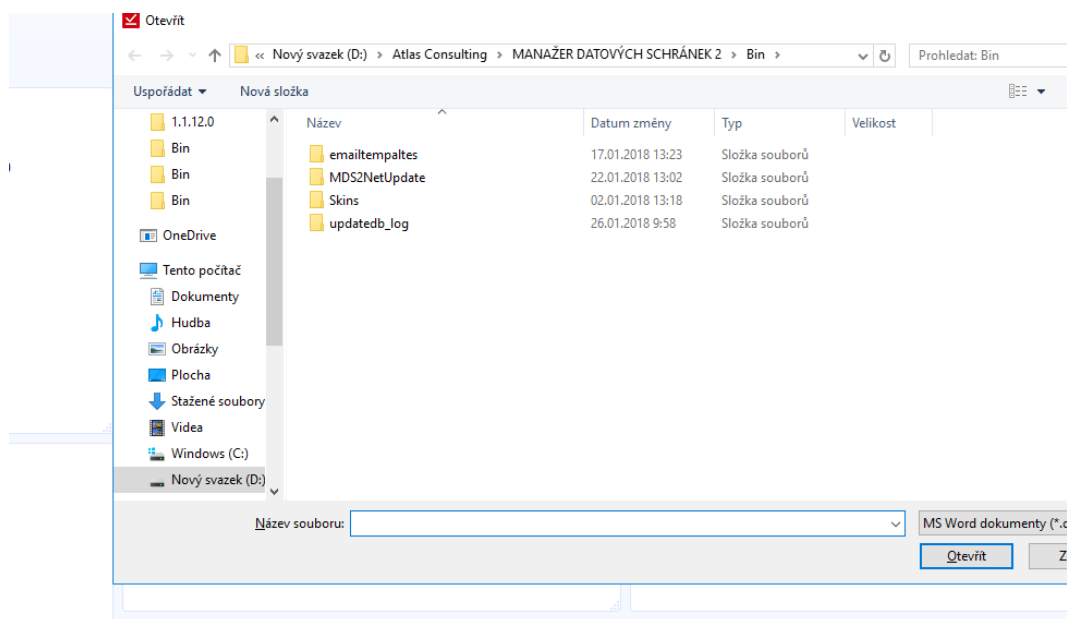 Otevřít
« Nový svazek (D:) > Atlas Consulting > MANAŽER DATOVÝCH SCHRÁNEK 2 > Bin >
Prohledat: Bin
Uspořádat Nová složka
1.1.12.0
Bin
Bin
Bin
OneDrive
Tento počítač
Dokumenty
Hudba
Obrázky
Plocha
Stažené soubory
Videa
Windows (C:)
Nový svazek (D:)
Název Datum změny Typ Velikost
emailtempaltes 17.01.2018 13:23 Složka souborů
MDS2NetUpdate 22.01.2018 13:02 Složka souborů
Skins 02.01.2018 13:18 Složka souborů
updatedb_log 26.01.2018 9:58 Složka souborů
Název souboru:
MS Word dokumenty (*.
Otevřít